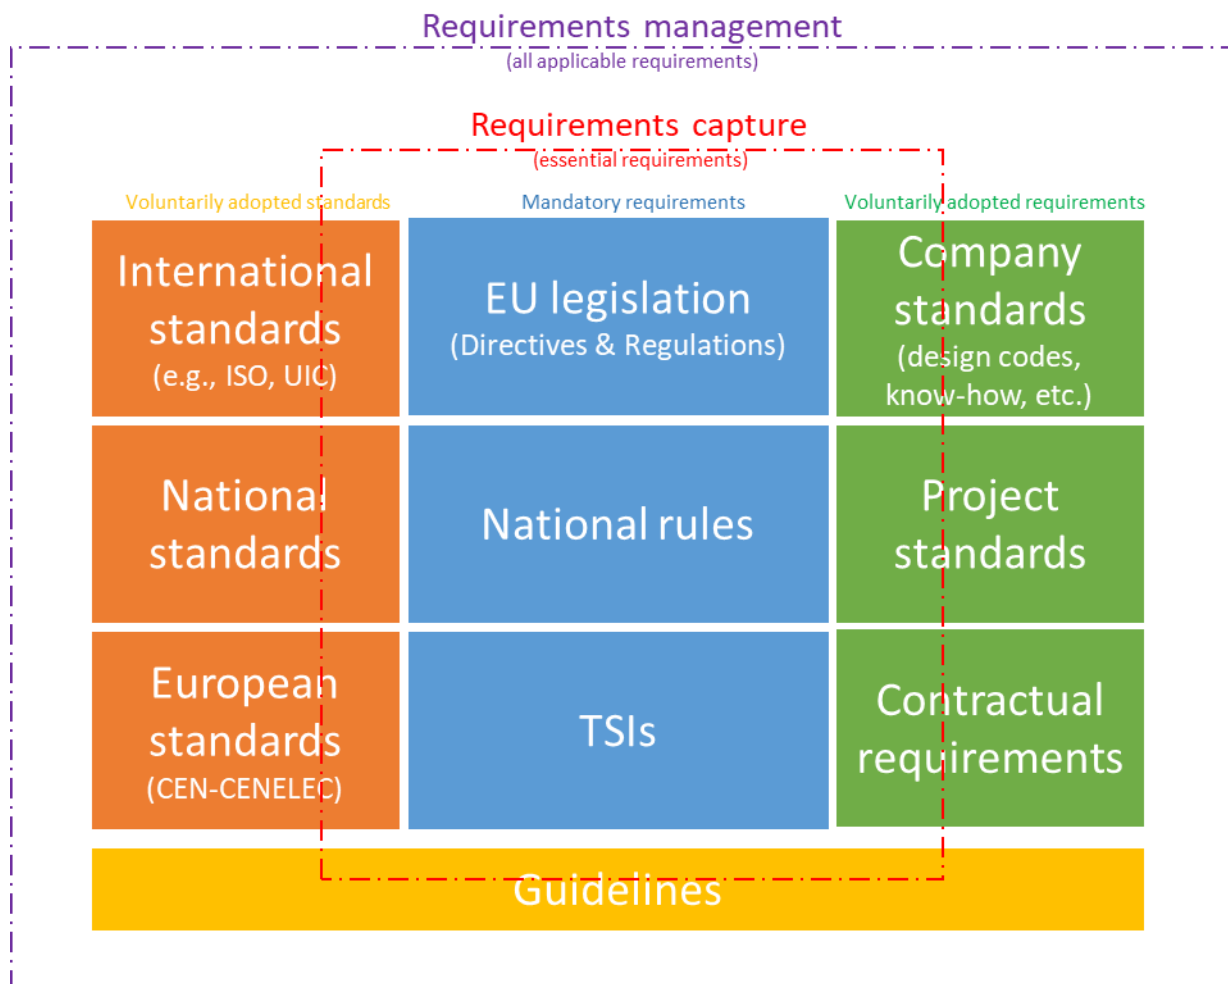 Requirements management
(all applicable requirements)
Requirements capture
(essential requirements)
Voluntarily adopted standards
Mandatory requirements
Voluntarily adopted requirements
International
standards
(e.g., ISO, UIC)
EU legislation
(Directives & Regulations)
Company
standards
(design codes,
know-how, etc.)
National
standards
National rules
Project
standards
European
standards
(CEN-CENELEC)
TSIs
Contractual
requirements
Guidelines